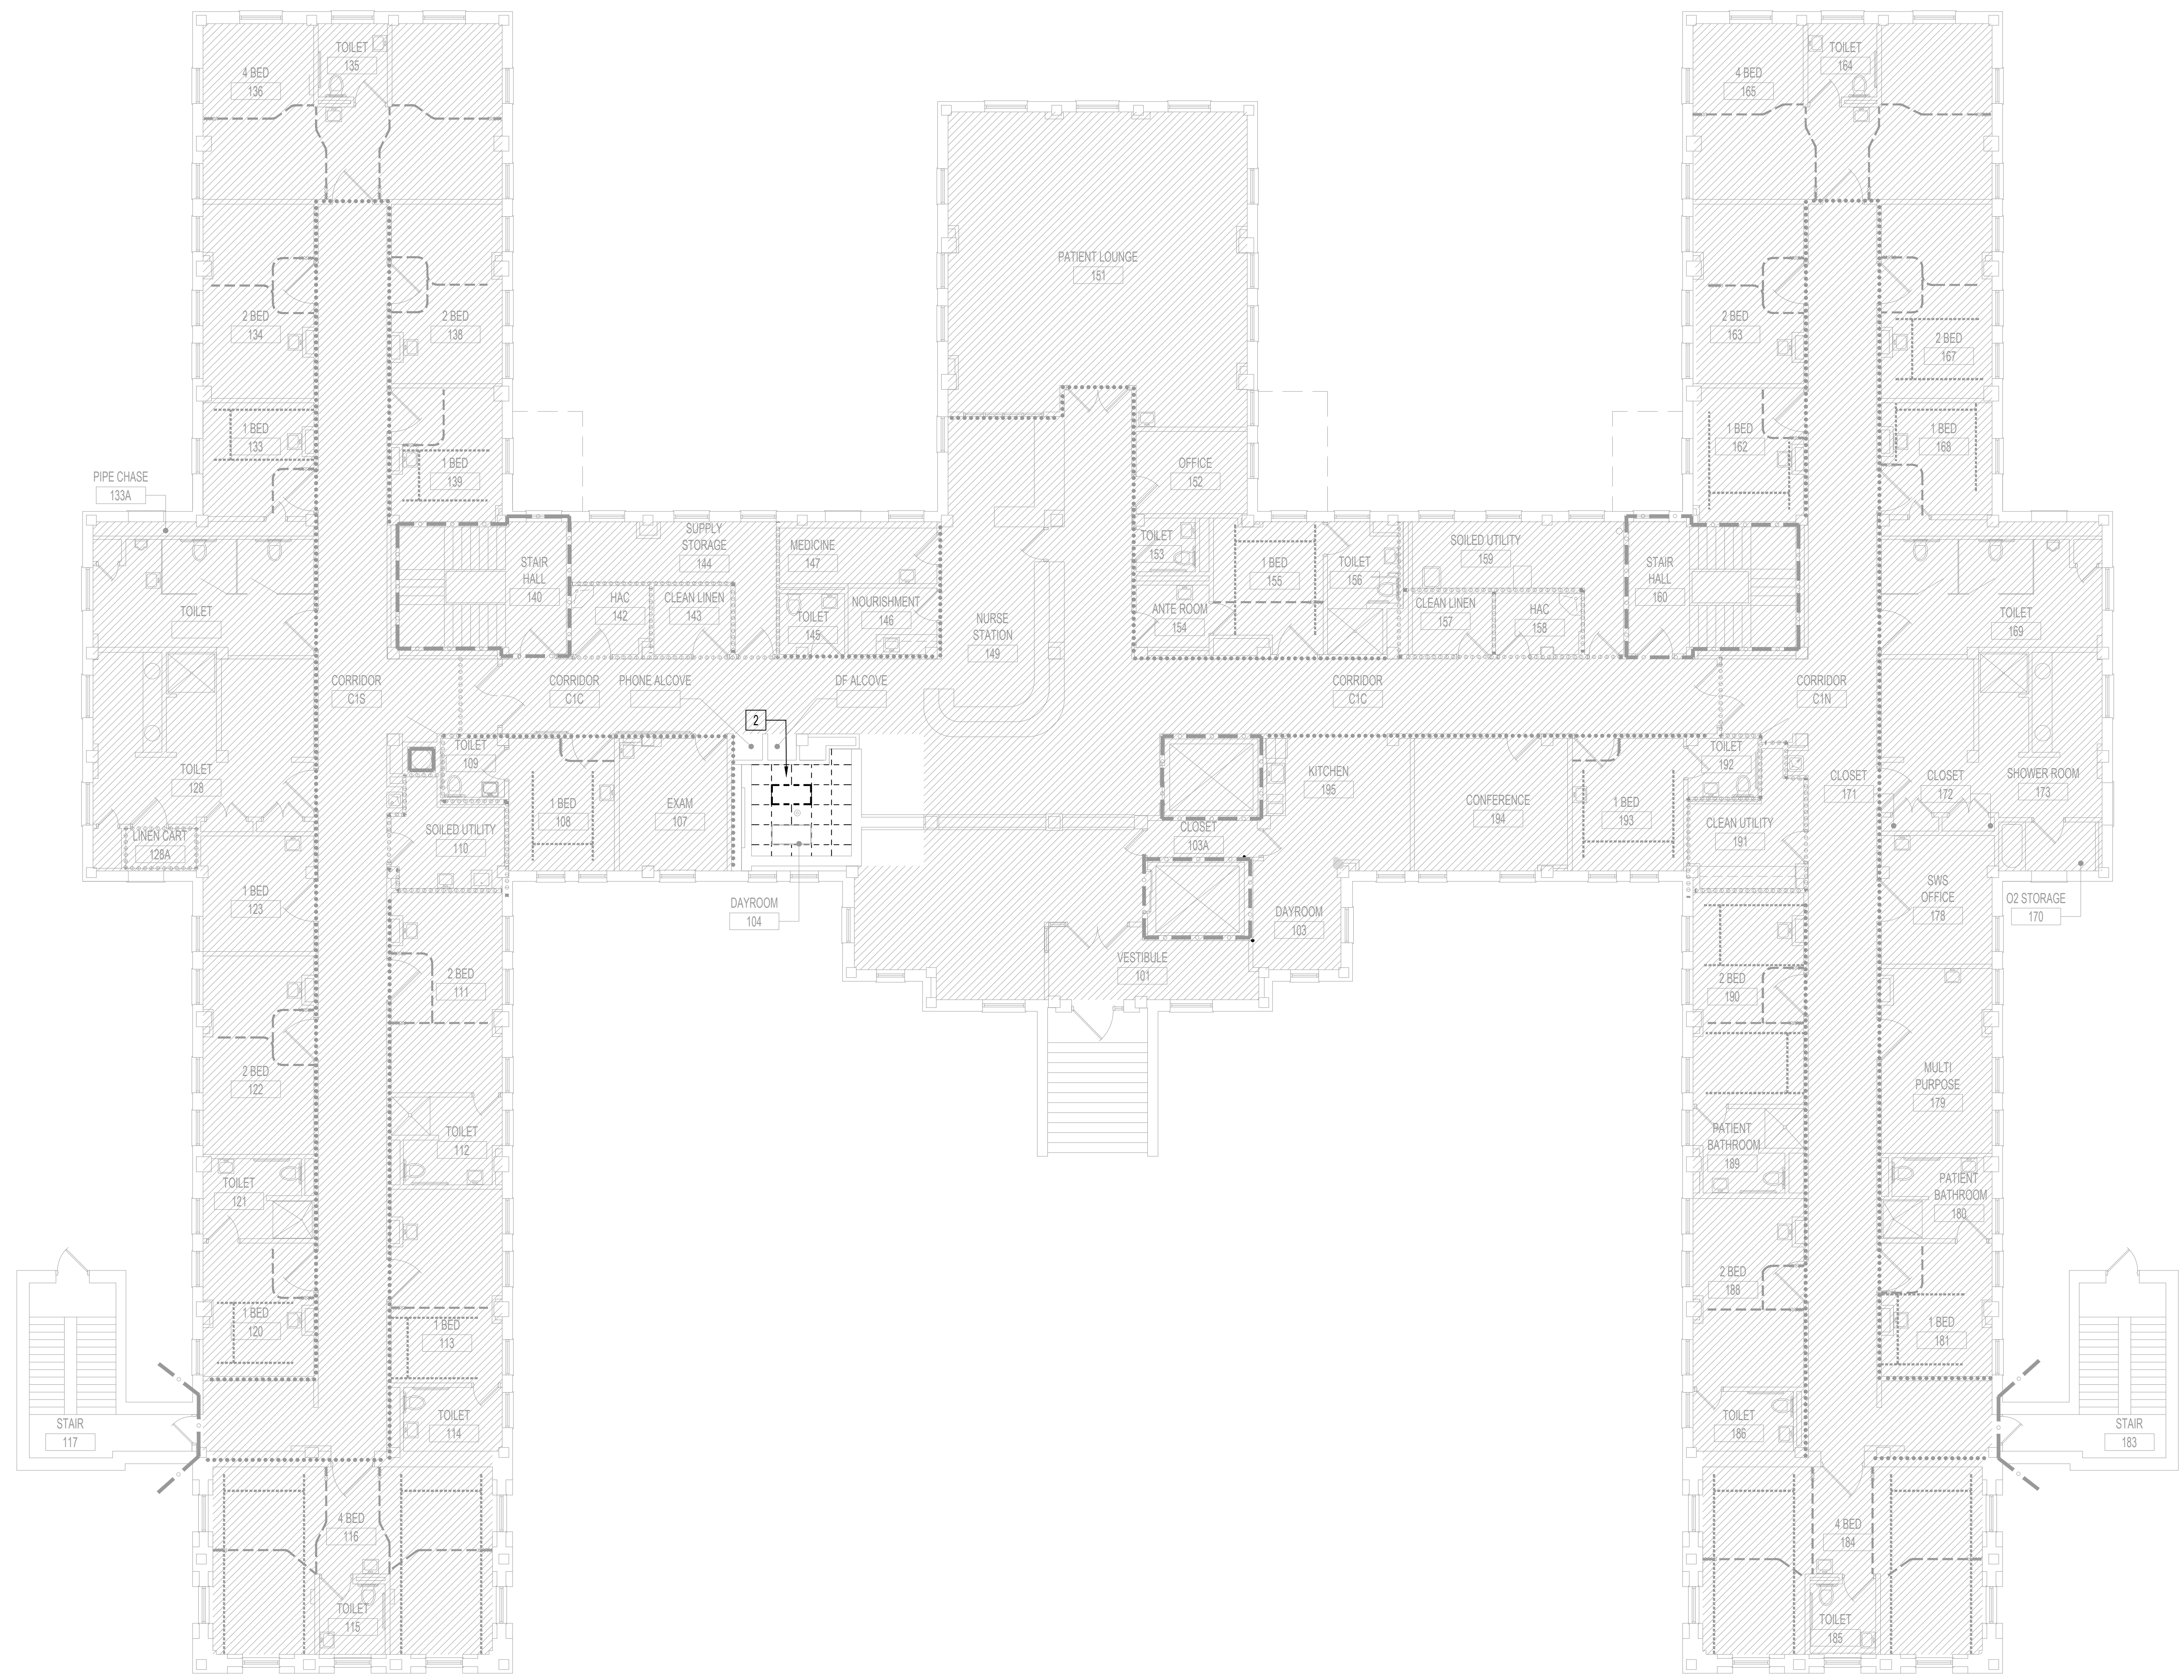 TOILET
135
4 BED
136
TOILET
164
4 BED
165
PATIENT LOUNGE
151
2 BED
134
2 BED
138
2 BED
163
2 BED
167
1 BED
133
1 BED
139
1 BED
162
1 BED
168
PIPE CHASE
133A
OFFICE
152
SUPPLY
STORAGE
144
MEDICINE
147
TOILET
153
SOILED UTILITY
159
STAIR
HALL
140
STAIR
HALL
160
1 BED
155
TOILET
156
HAC
142
CLEAN LINEN
143
TOILET
145
NOURISHMENT
146
NURSE
STATION
149
ANTE ROOM
154
CLEAN LINEN
157
HAC
158
TOILET
TOILET
169
CORRIDOR
C1S
CORRIDOR
C1C
PHONE ALCOVE
DF ALCOVE
CORRIDOR
C1C
CORRIDOR
C1N
2
TOILET
109
TOILET
192
TOILET
128
KITCHEN
195
CLOSET
171
CLOSET
172
SHOWER ROOM
173
1 BED
108
EXAM
107
CONFERENCE
194
1 BED
193
SOILED UTILITY
110
CLOSET
103A
CLEAN UTILITY
191
LINEN CART
128A
1 BED
123
DAYROOM
104
DAYROOM
103
SWS
OFFICE
178
O2 STORAGE
170
VESTIBULE
101
2 BED
111
2 BED
190
2 BED
122
MULTI
PURPOSE
179
TOILET
112
PATIENT
BATHROOM
189
TOILET
121
PATIENT
BATHROOM
180
2 BED
188
1 BED
120
1 BED
113
1 BED
181
STAIR
117
TOILET
114
TOILET
186
STAIR
183
4 BED
116
4 BED
184
TOILET
115
TOILET
185